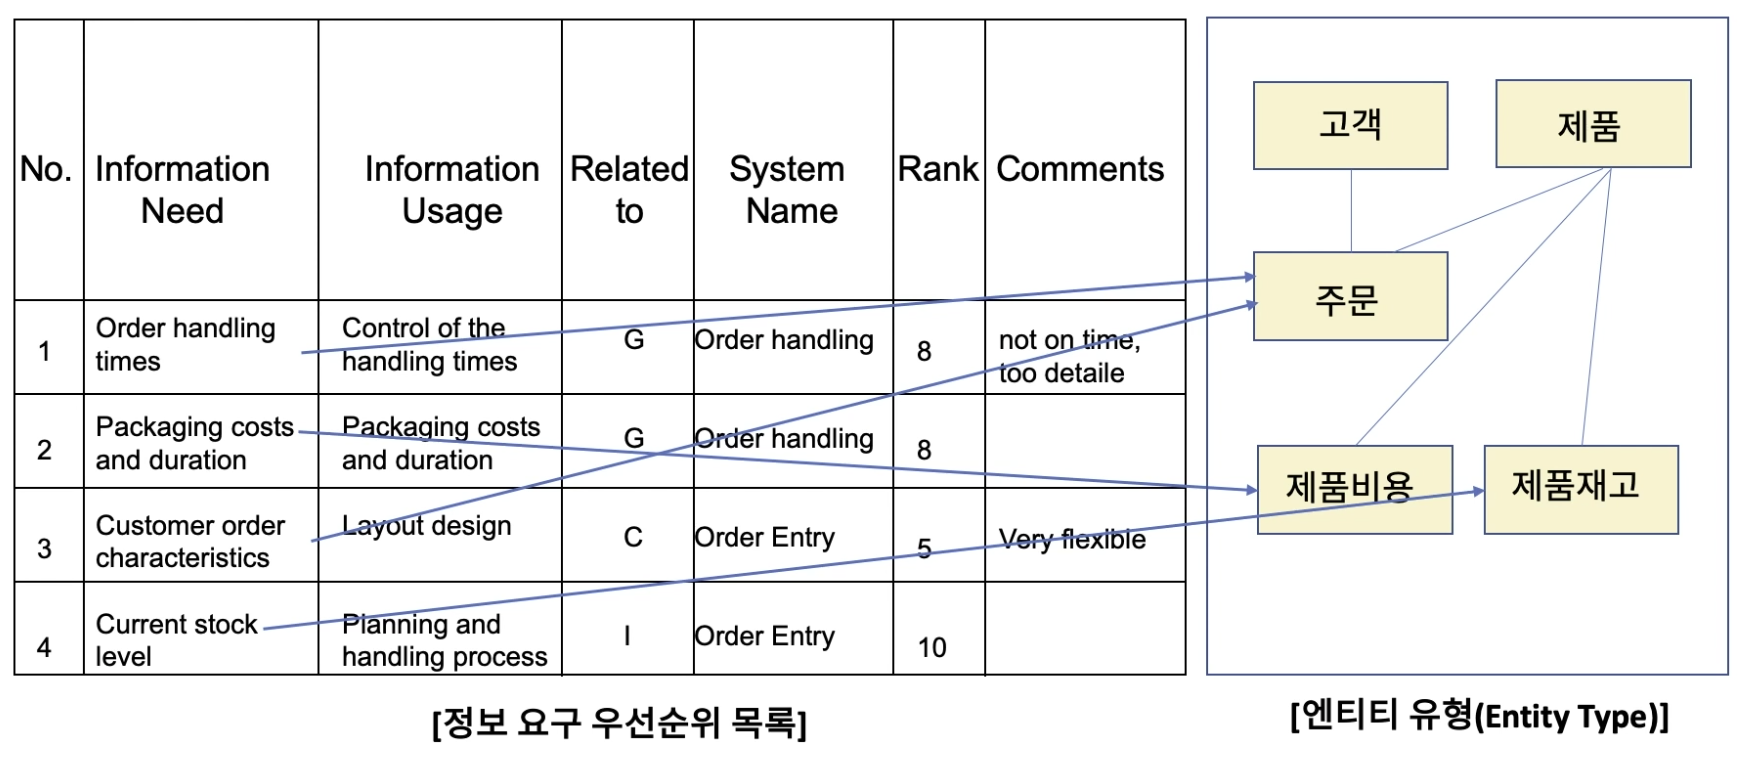 No.
Information
Need
Information
Usage
Related
to
System
Name
Rank
Comments
1
Order handling
times
Control of the
handling times
G
Order handling
8
not on time,
too detaile
2
Packaging costs
and duration
Packaging costs
and duration
G
Order handling
8
3
Customer order
characteristics
Layout design
C
Order Entry
5
Very flexible
4
Current stock
level
Planning and
handling process
I
Order Entry
10
[정보 요구 우선순위 목록]
고객
제품
주문
제품비용
제품재고
[엔티티 유형(Entity Type)]